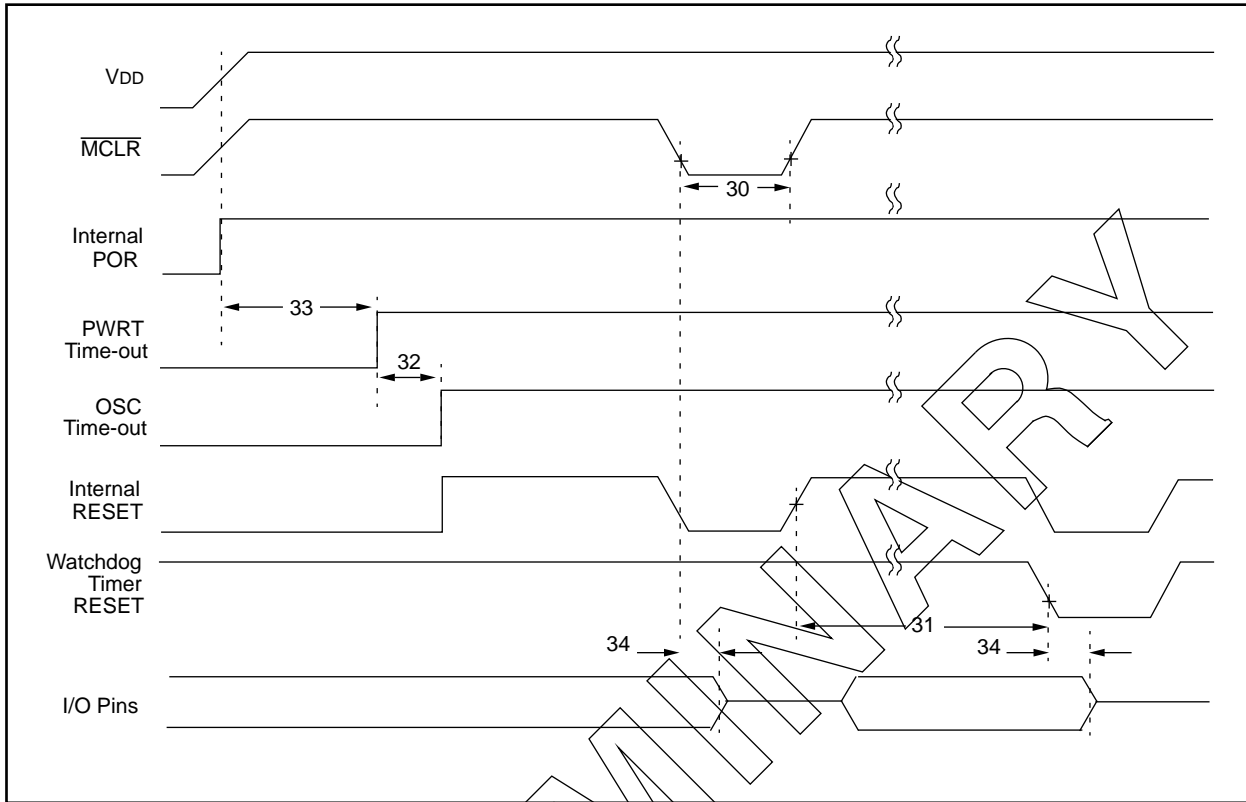 VDD
MCLR
30
Internal
POR
33
PWRT
Time-out
32
OSC
Time-out
Internal
RESET
Watchdog
Timer
RESET
31
34
34
I/O Pins
MINARY